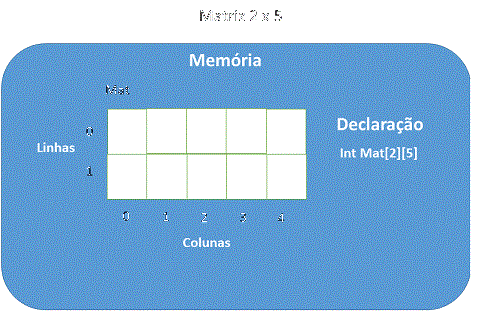 Matriz 2 x 5
Memória
Mat
0
Declaração
Linhas
Int Mat[2][5]
1
0 1 2 3 4
Colunas